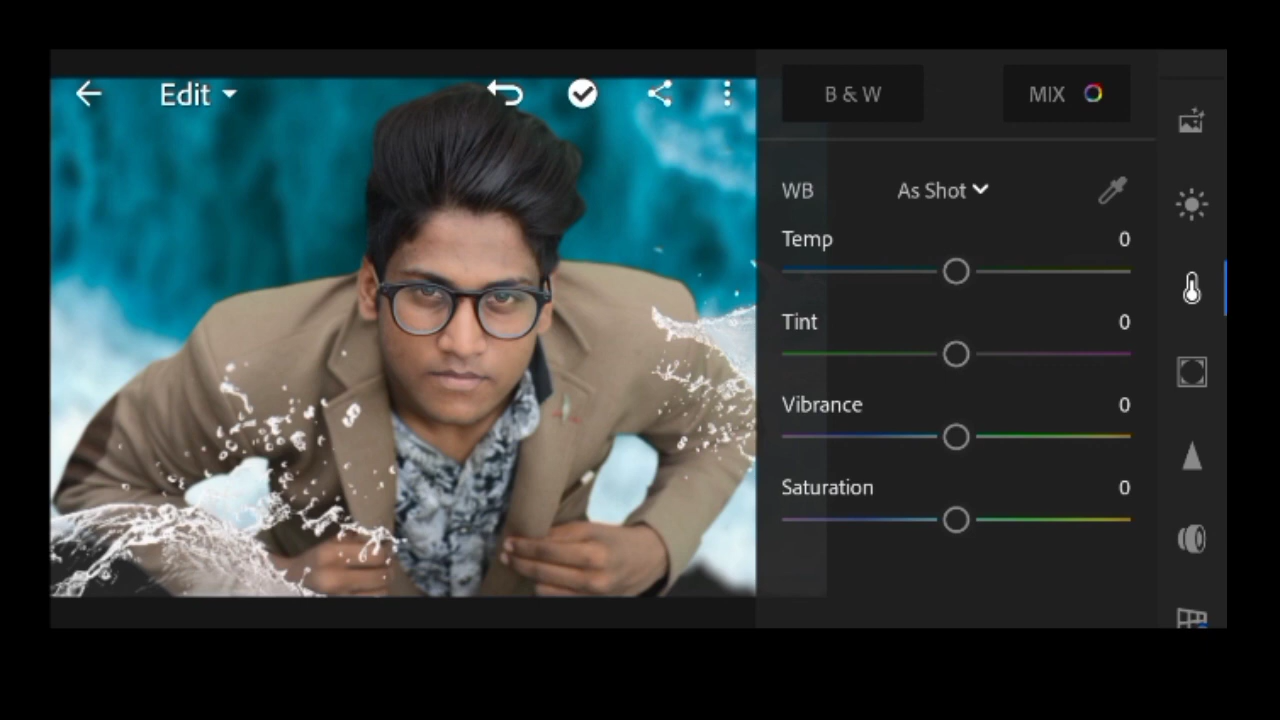 Edit
B & W
MIX
WB
As Shot
Temp
0
Tint
0
Vibrance
0
Saturation
0